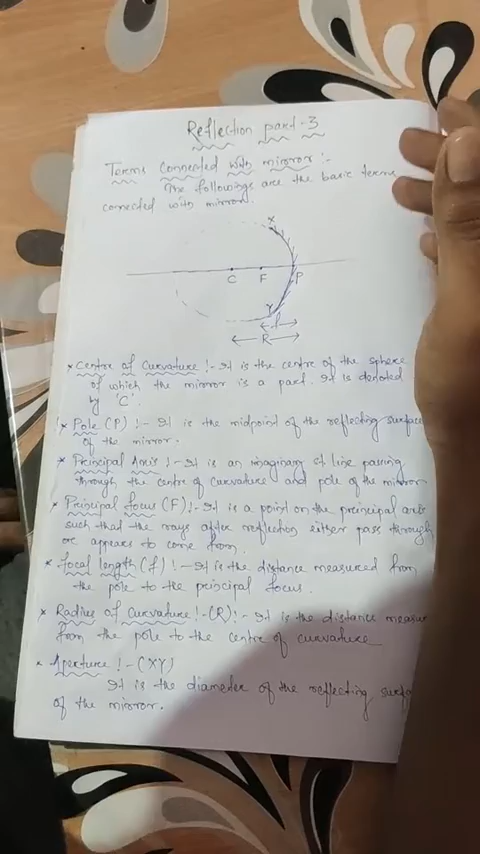 Reflection part-3
Terms Connected with mirror :-
The followings are the basic terms
connected with mirror.
X
C F P
Y
f
R
* Centre of Curvature :- It is the centre of the sphere
of which the mirror is a part. It is denoted
by 'C'.
* Pole (P) :- It is the midpoint of the reflecting surface
of the mirror.
* Principal Axis :- It is an imaginary st line passing
through the centre of curvature and pole of the mirror
* Principal focus (F) :- It is a point on the principal axis
such that the rays after reflection either pass through
or appears to come from.
* Focal length (f) :- It is the distance measured from
the pole to the principal focus.
* Radius of Curvature :- (R) :- It is the distance measur
from the pole to the centre of curvature
* Aperture :- (XY)
It is the diameter of the reflecting surfa
of the mirror.